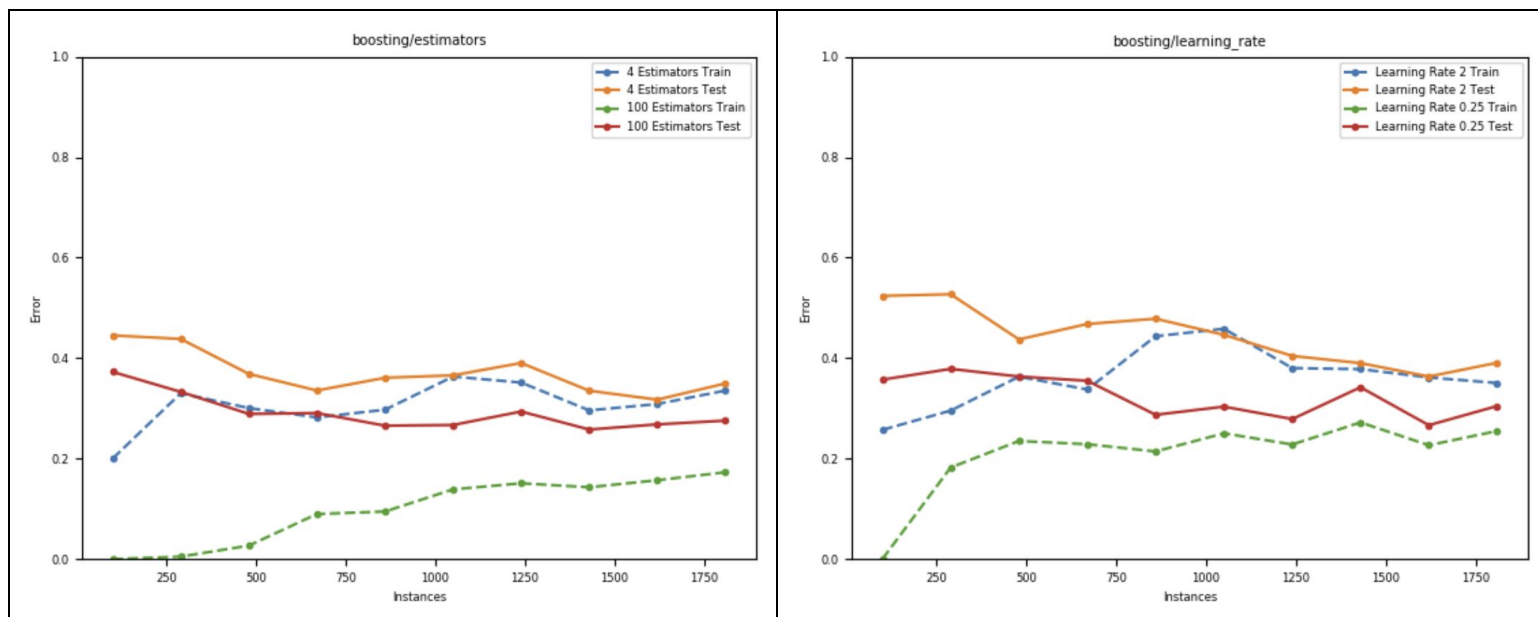 boosting/estimators
1.0
0.8
0.6
0.4
0.2
0.0
Error
4 Estimators Train
4 Estimators Test
100 Estimators Train
100 Estimators Test
250 500 750 1000 1250 1500 1750
Instances
boosting/learning_rate
1.0
0.8
0.6
0.4
0.2
0.0
Error
Learning Rate 2 Train
Learning Rate 2 Test
Learning Rate 0.25 Train
Learning Rate 0.25 Test
250 500 750 1000 1250 1500 1750
Instances